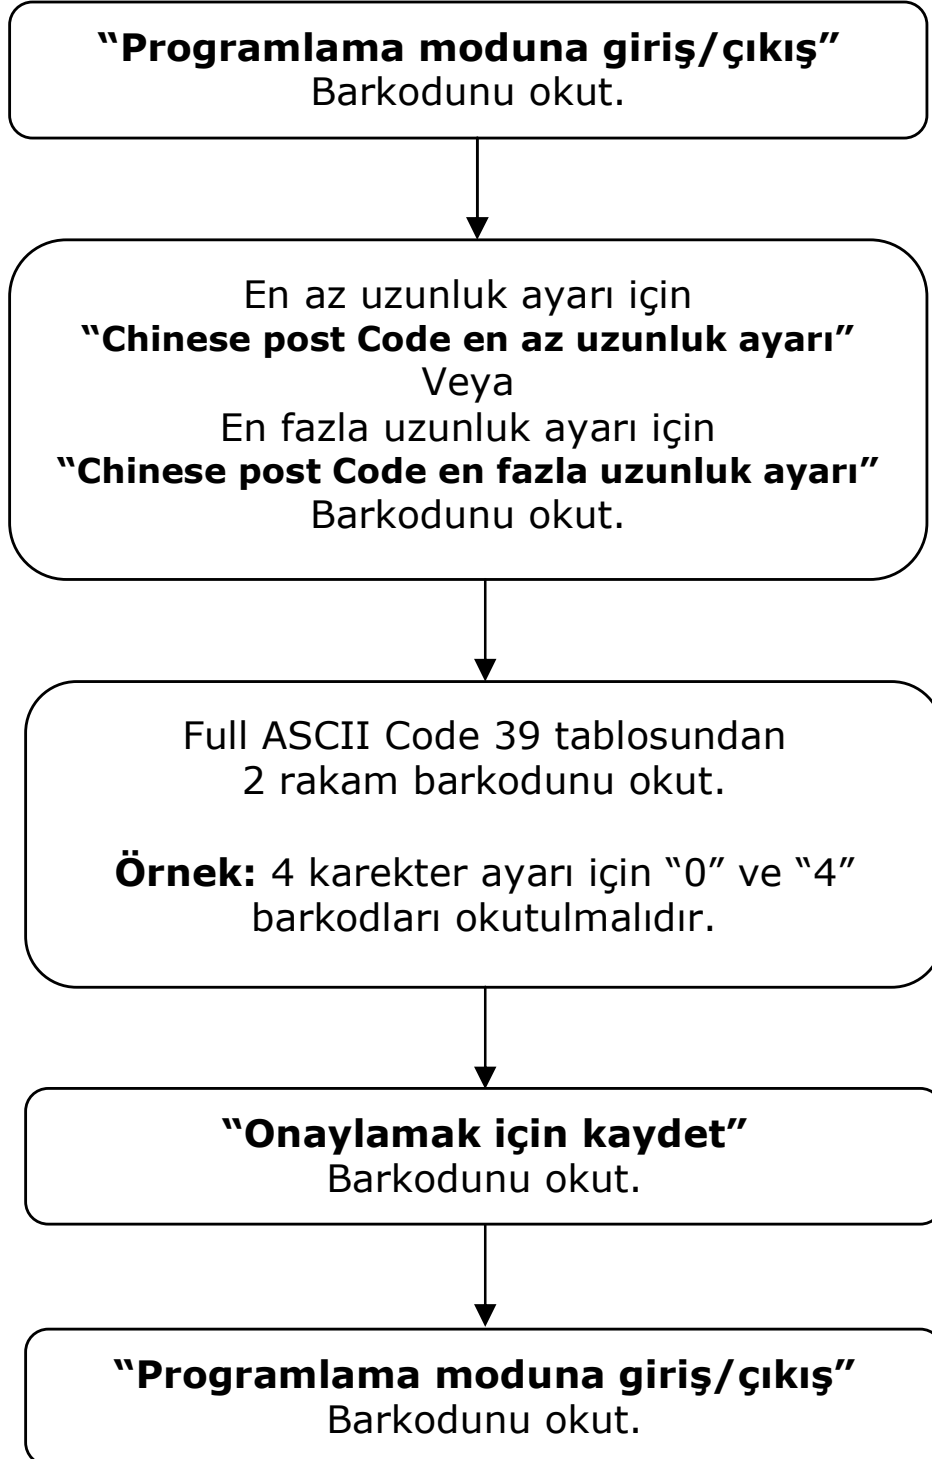 “Programlama moduna giriş/çıkış”
Barkodunu okut.
En az uzunluk ayarı için
“Chinese post Code en az uzunluk ayarı”
Veya
En fazla uzunluk ayarı için
“Chinese post Code en fazla uzunluk ayarı”
Barkodunu okut.
Full ASCII Code 39 tablosundan
2 rakam barkodunu okut.
Örnek: 4 karekter ayarı için “0” ve “4”
barkodları okutulmalıdır.
“Onaylamak için kaydet”
Barkodunu okut.
“Programlama moduna giriş/çıkış”
Barkodunu okut.